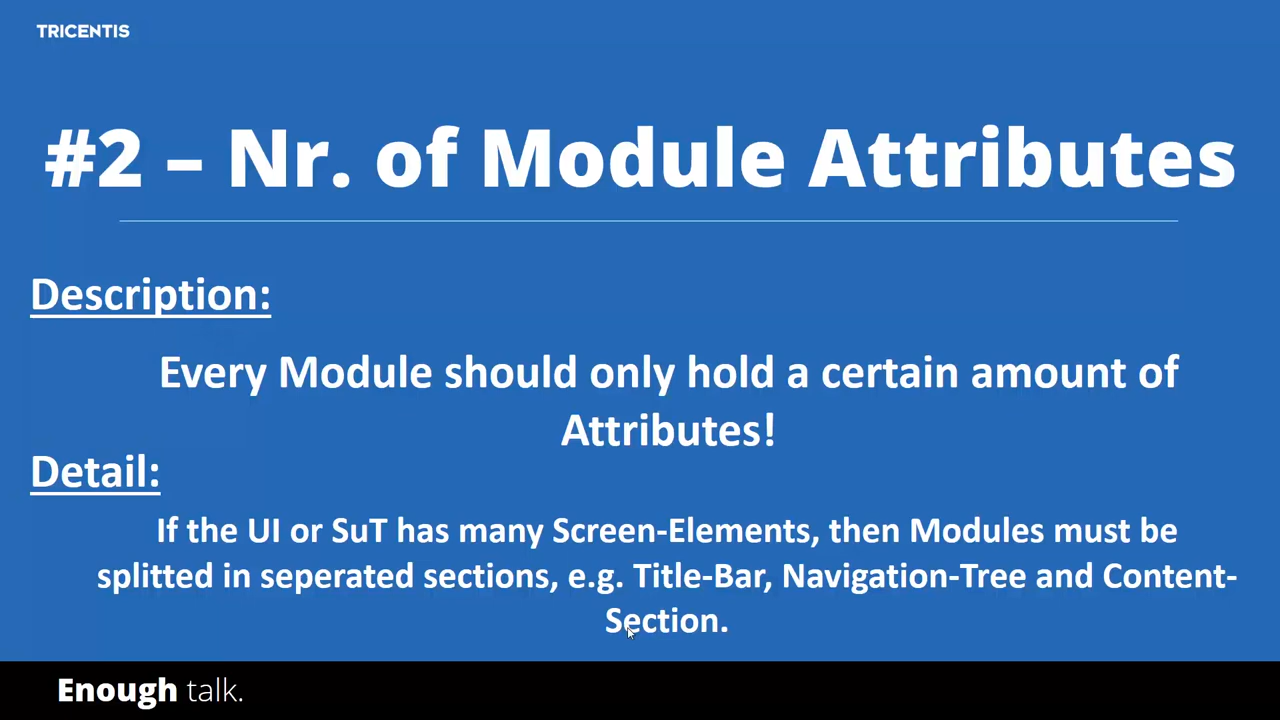 TRICENTIS
#2 – Nr. of Module Attributes
Description:
Every Module should only hold a certain amount of
Attributes!
Detail:
If the UI or SuT has many Screen-Elements, then Modules must be
splitted in seperated sections, e.g. Title-Bar, Navigation-Tree and Content-
Section.
Enough talk.